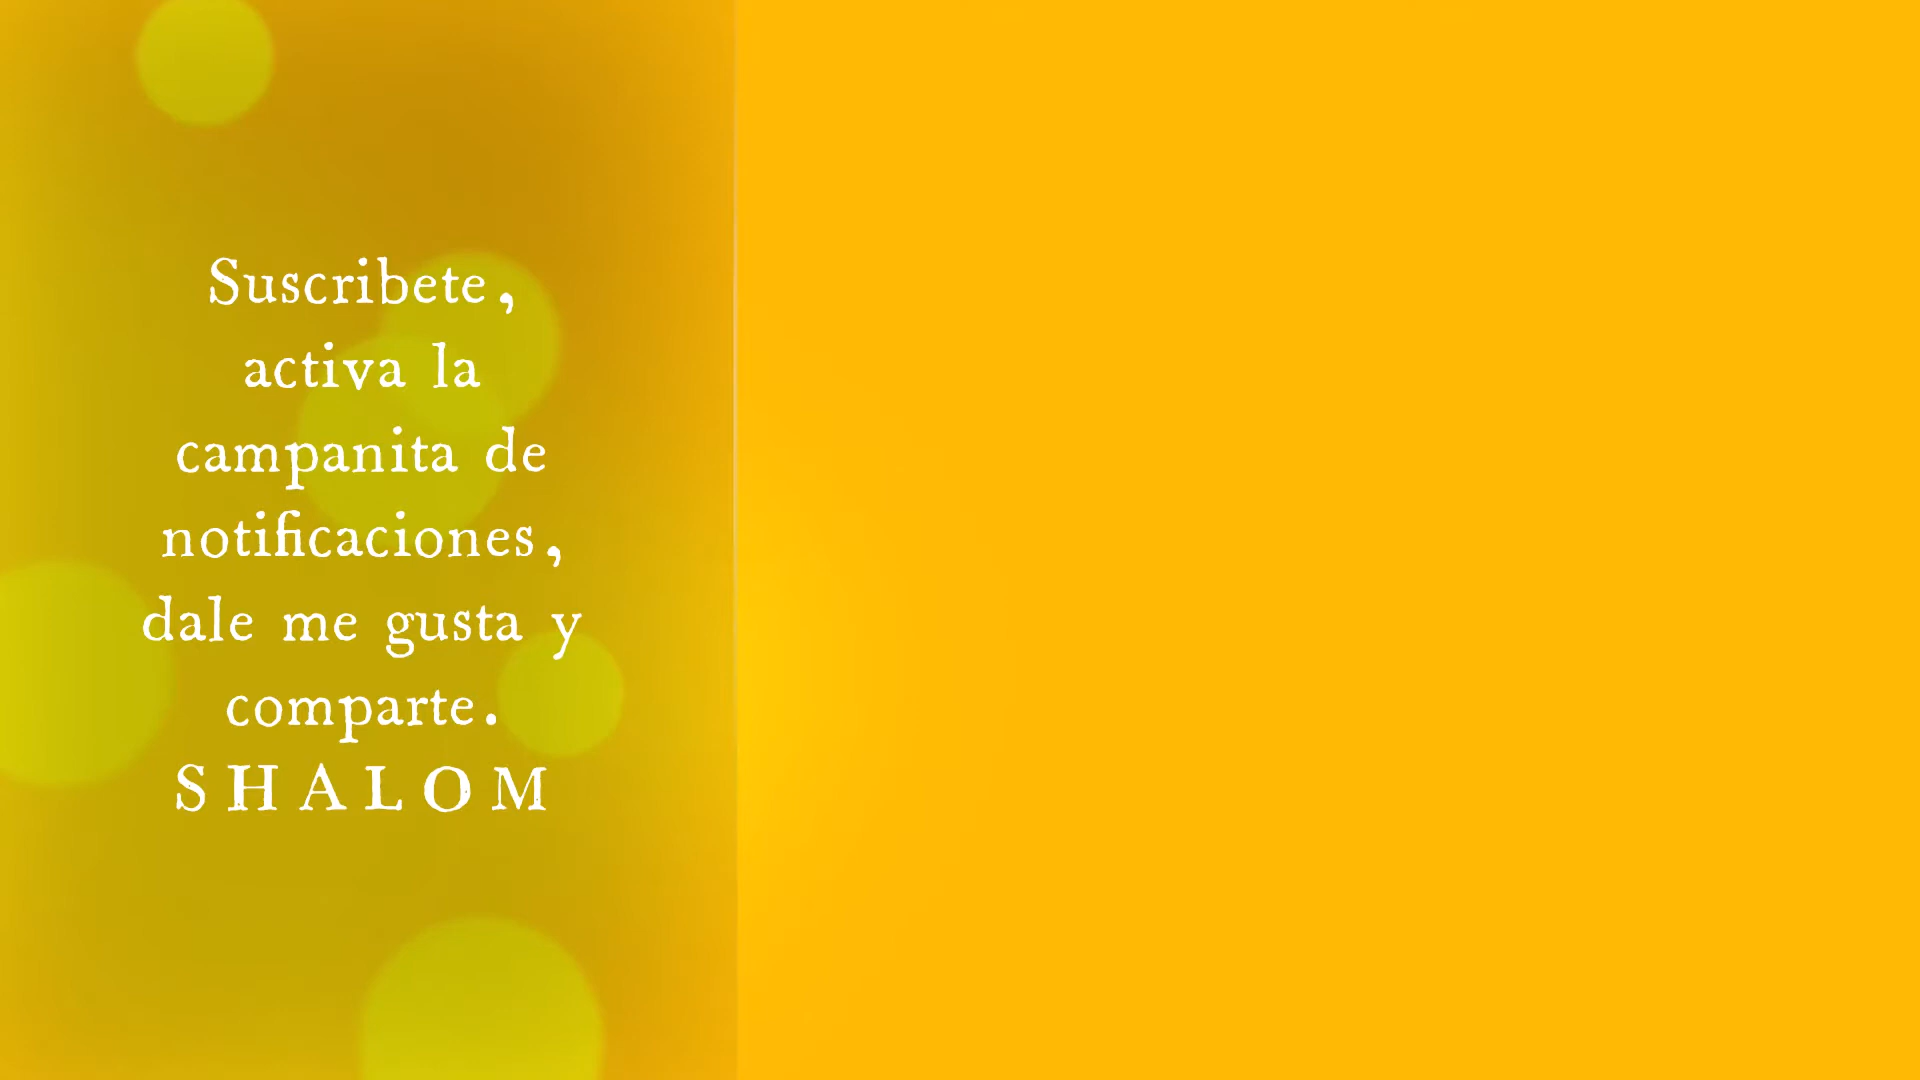 Suscribete,
activa la
campanita de
notificaciones,
dale me gusta y
comparte.
SHALOM